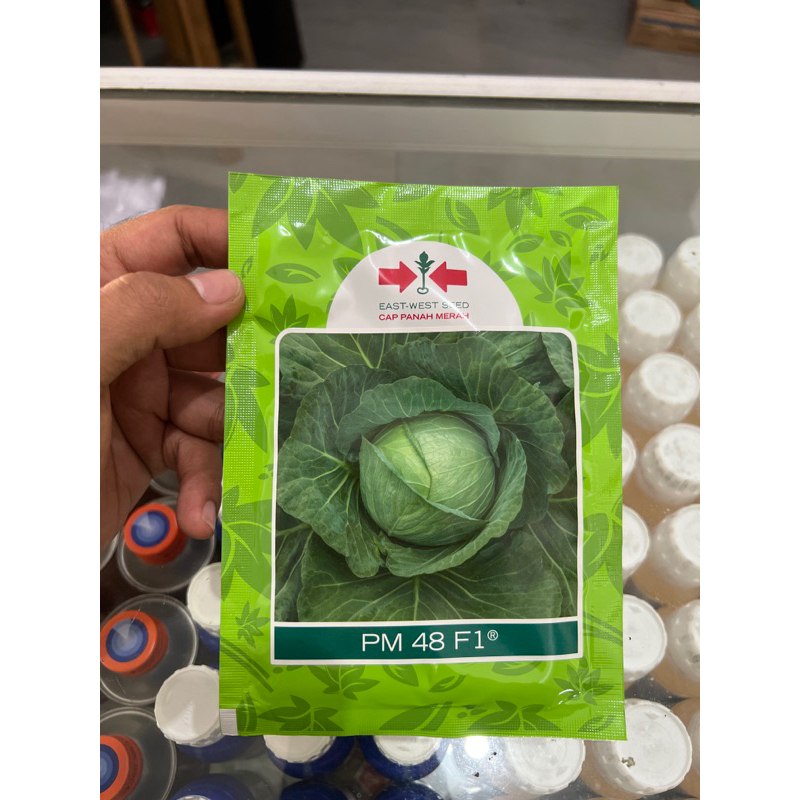 EAST-WEST SEED
CAP PANAH MERAH
PM 48 F1®